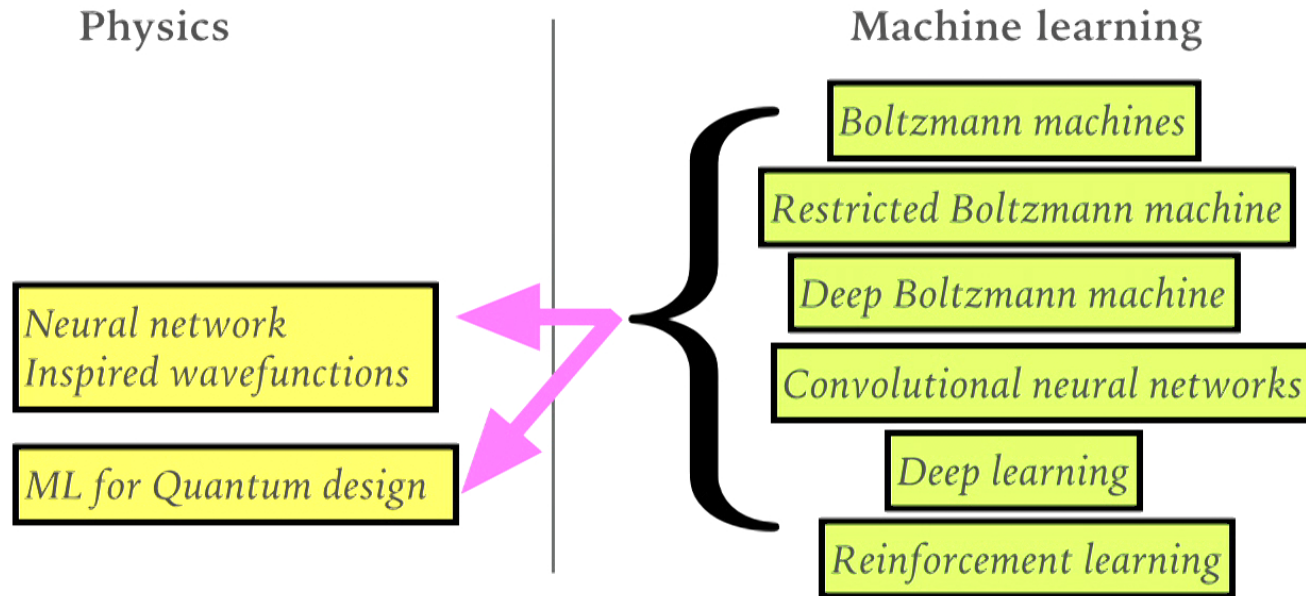 Physics
Machine learning
Boltzmann machines
Restricted Boltzmann machine
Deep Boltzmann machine
Neural network
Inspired wavefunctions
Convolutional neural networks
ML for Quantum design
Deep learning
Reinforcement learning